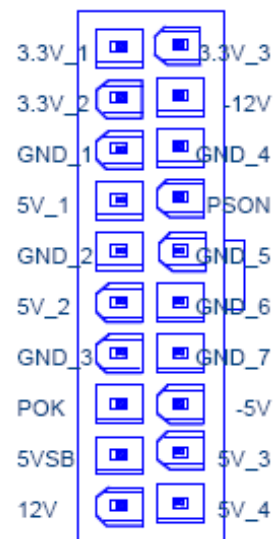 3.3V_1 3.3V_3
3.3V_2 -12V
GND_1 GND_4
5V_1 PSON
GND_2 GND_5
5V_2 GND_6
GND_3 GND_7
POK -5V
5VSB 5V_3
12V 5V_4